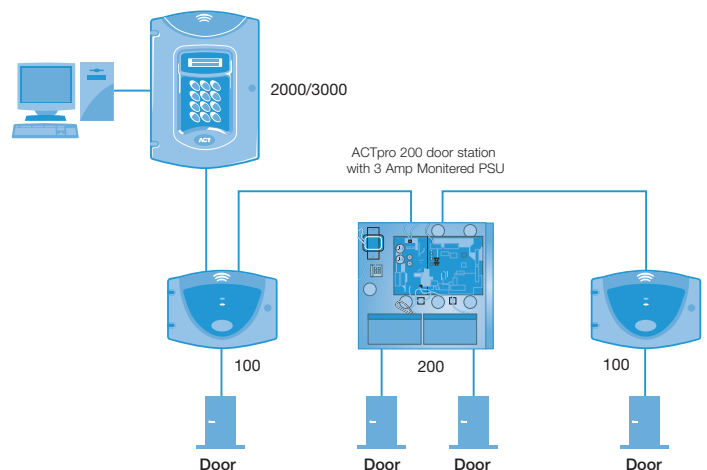 2000/3000
ACT
ACTpro 200 door station
with 3 Amp Monitered PSU
100
200
100
Door
Door
Door
Door